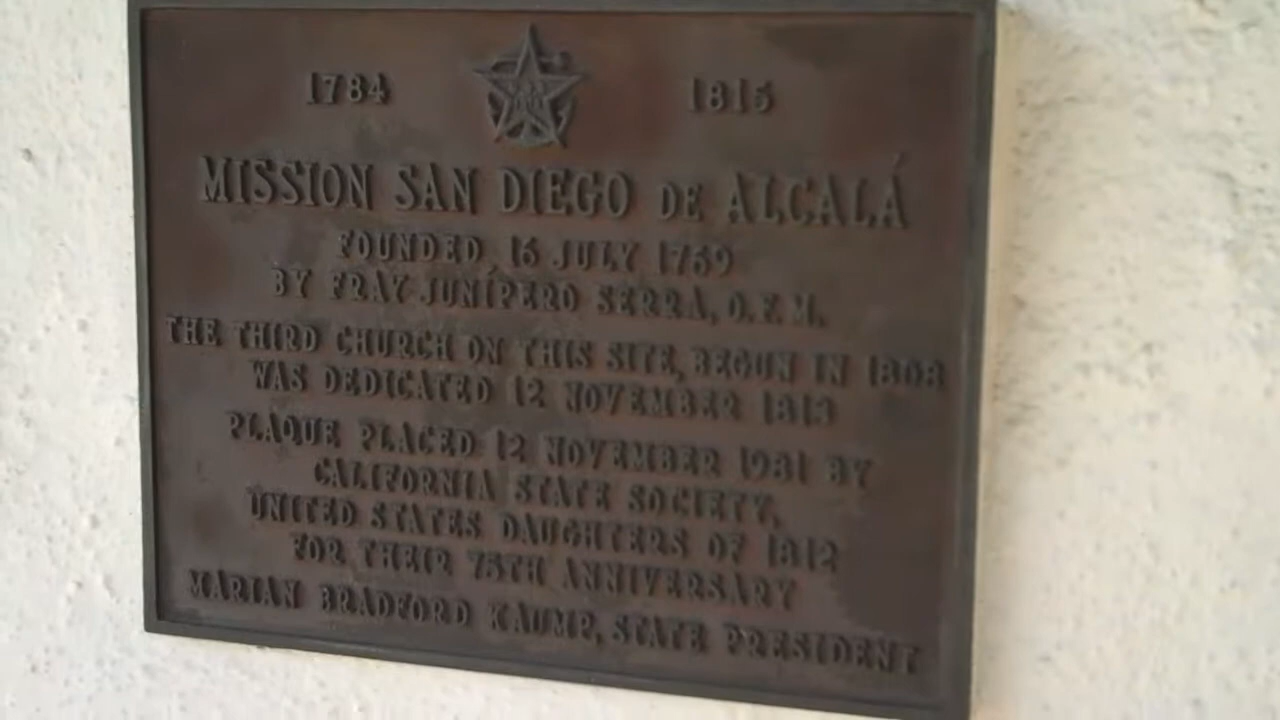 1784 1815
MISSION SAN DIEGO DE ALCALÁ
FOUNDED 16 JULY 1769
BY FRAY JUNÍPERO SERRA, O.F.M.
THE THIRD CHURCH ON THIS SITE, BEGUN IN 1808
WAS DEDICATED 12 NOVEMBER 1813
PLAQUE PLACED 12 NOVEMBER 1981 BY
CALIFORNIA STATE SOCIETY,
UNITED STATES DAUGHTERS OF 1812
FOR THEIR 75TH ANNIVERSARY
MARIAN BRADFORD KAUMP, STATE PRESIDENT